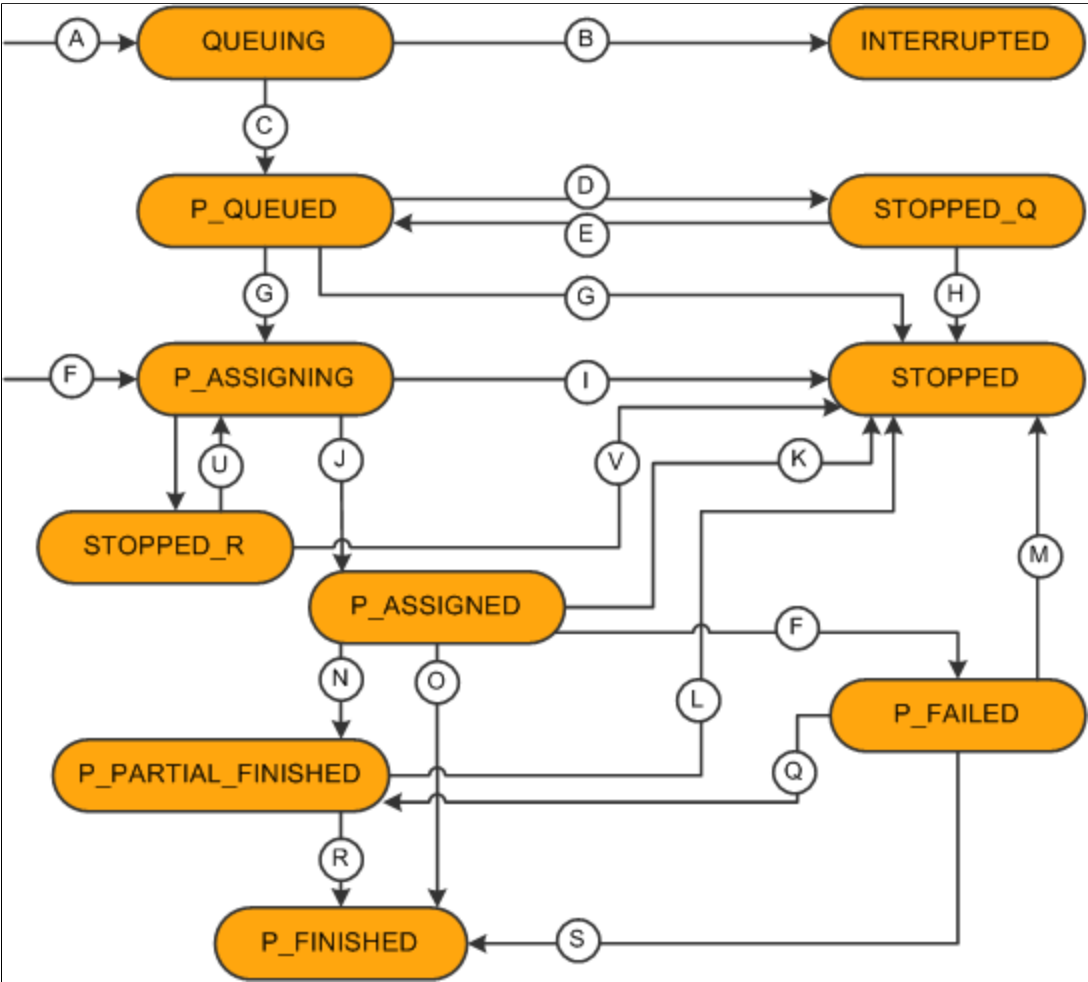 A
QUEUING
B
INTERRUPTED
C
P_QUEUED
D
E
STOPPED_Q
G
G
H
F
P_ASSIGNING
I
STOPPED
U
J
V
K
STOPPED_R
M
P_ASSIGNED
F
N
O
L
P_FAILED
P_PARTIAL_FINISHED
Q
R
P_FINISHED
S